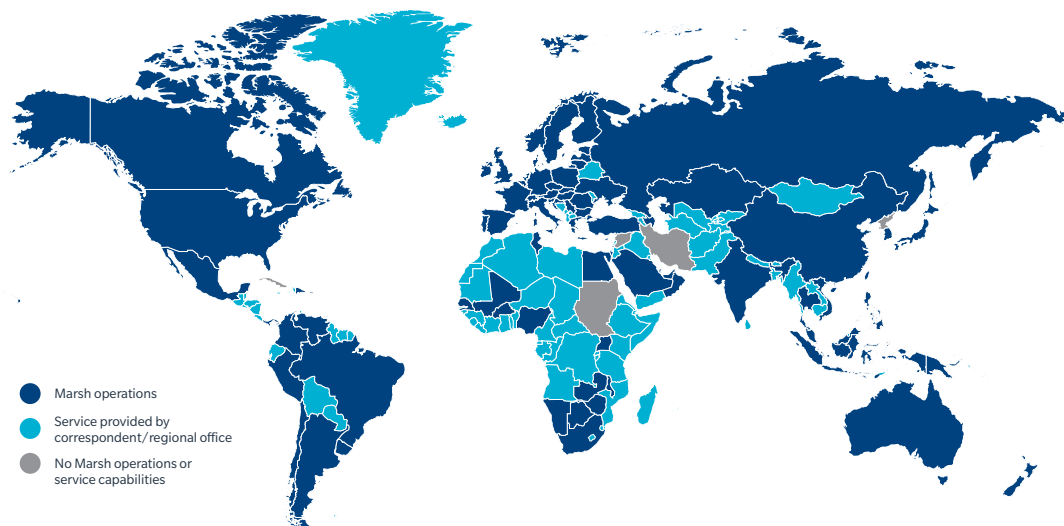 Marsh operations
Service provided by
correspondent/regional office
No Marsh operations or
service capabilities